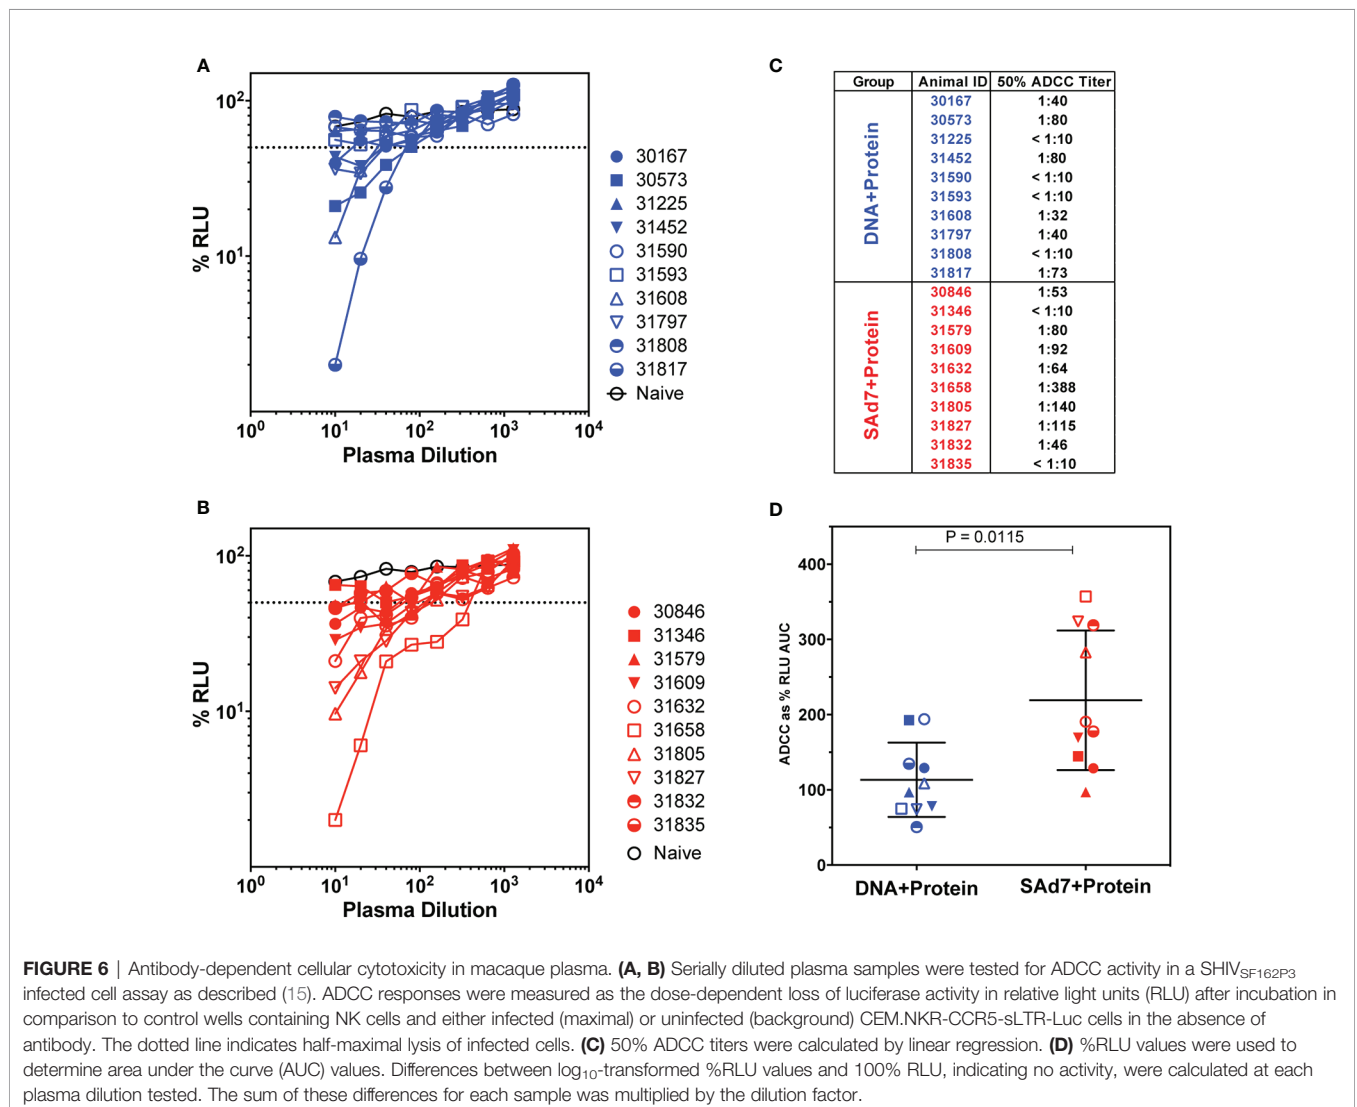 A
10²
10¹
% RLU
10⁰ 10¹ 10² 10³ 10⁴
Plasma Dilution
30167
30573
31225
31452
31590
31593
31608
31797
31808
31817
Naive
C
Group Animal ID 50% ADCC Titer
DNA+Protein
30167 1:40
30573 1:80
31225 < 1:10
31452 1:80
31590 < 1:10
31593 < 1:10
31608 1:32
31797 1:40
31808 < 1:10
31817 1:73
SAd7+Protein
30846 1:53
31346 < 1:10
31579 1:80
31609 1:92
31632 1:64
31658 1:388
31805 1:140
31827 1:115
31832 1:46
31835 < 1:10
B
10²
10¹
% RLU
10⁰ 10¹ 10² 10³ 10⁴
Plasma Dilution
30846
31346
31579
31609
31632
31658
31805
31827
31832
31835
Naive
D
P = 0.0115
400
300
200
100
0
ADCC as % RLU AUC
DNA+Protein SAd7+Protein
FIGURE 6 | Antibody-dependent cellular cytotoxicity in macaque plasma. (A, B) Serially diluted plasma samples were tested for ADCC activity in a SHIVSF162P3
infected cell assay as described (15). ADCC responses were measured as the dose-dependent loss of luciferase activity in relative light units (RLU) after incubation in
comparison to control wells containing NK cells and either infected (maximal) or uninfected (background) CEM.NKR-CCR5-sLTR-Luc cells in the absence of
antibody. The dotted line indicates half-maximal lysis of infected cells. (C) 50% ADCC titers were calculated by linear regression. (D) %RLU values were used to
determine area under the curve (AUC) values. Differences between log10-transformed %RLU values and 100% RLU, indicating no activity, were calculated at each
plasma dilution tested. The sum of these differences for each sample was multiplied by the dilution factor.